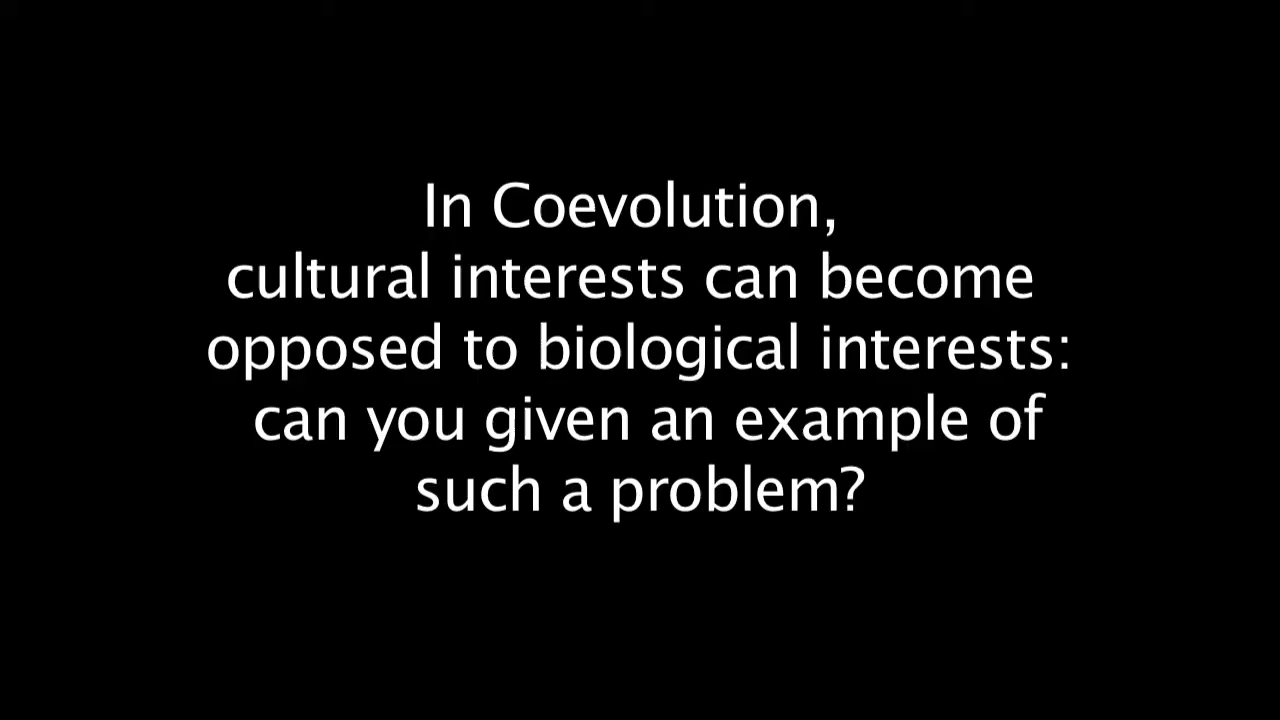 In Coevolution,
cultural interests can become
opposed to biological interests:
can you given an example of
such a problem?